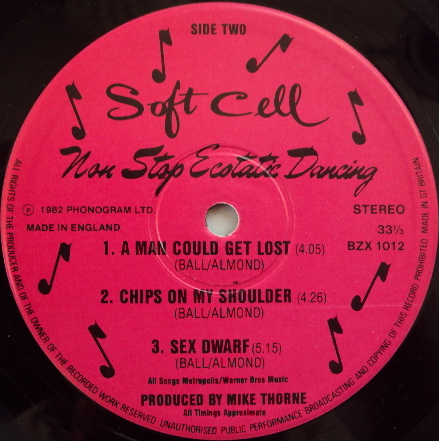 SIDE TWO
Soft Cell
Non Stop Ecstatic Dancing
Ⓟ 1982 PHONOGRAM LTD.
MADE IN ENGLAND
STEREO
33⅓
BZX 1012
1. A MAN COULD GET LOST (4.05)
(BALL/ALMOND)
2. CHIPS ON MY SHOULDER (4.26)
(BALL/ALMOND)
3. SEX DWARF (5.15)
(BALL/ALMOND)
All Songs Metropolis/Warner Bros Music
PRODUCED BY MIKE THORNE
All Timings Approximate
ALL RIGHTS OF THE PRODUCER AND OF THE OWNER OF THE RECORDED WORK RESERVED UNAUTHORISED PUBLIC PERFORMANCE BROADCASTING AND COPYING OF THIS RECORD PROHIBITED MADE IN GT BRITAIN